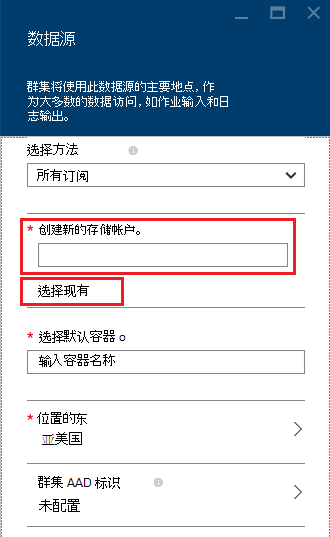 数据源
群集将使用此数据源的主要地点, 作
为大多数的数据访问, 如作业输入和日
志输出。
选择方法
所有订阅
* 创建新的存储帐户。
选择现有
* 选择默认容器 o
输入容器名称
* 位置的东
亚美国
群集 AAD 标识
未配置